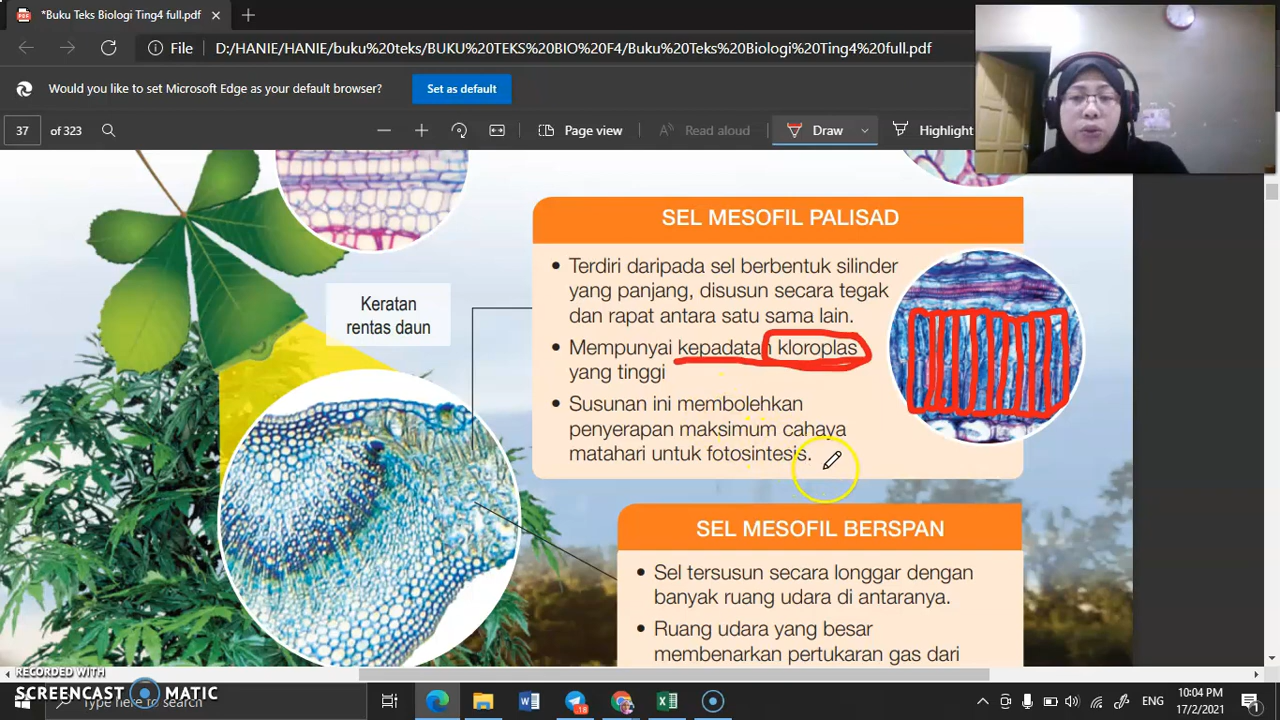 *Buku Teks Biologi Ting4 full.pdf
File
D:/HANIE/HANIE/buku%20teks/BUKU%20TEKS%20BIO%20F4/Buku%20Teks%20Biologi%20Ting4%20full.pdf
Would you like to set Microsoft Edge as your default browser?
Set as default
37 of 323
Page view
Read aloud
Draw
Highlight
SEL MESOFIL PALISAD
• Terdiri daripada sel berbentuk silinder
yang panjang, disusun secara tegak
dan rapat antara satu sama lain.
• Mempunyai kepadatan kloroplas
yang tinggi
• Susunan ini membolehkan
penyerapan maksimum cahaya
matahari untuk fotosintesis.
Keratan
rentas daun
SEL MESOFIL BERSPAN
• Sel tersusun secara longgar dengan
banyak ruang udara di antaranya.
• Ruang udara yang besar
membenarkan pertukaran gas dari
RECORDED WITH
SCREENCAST MATIC
Type here to search
18
ENG
10:04 PM
17/2/2021
1